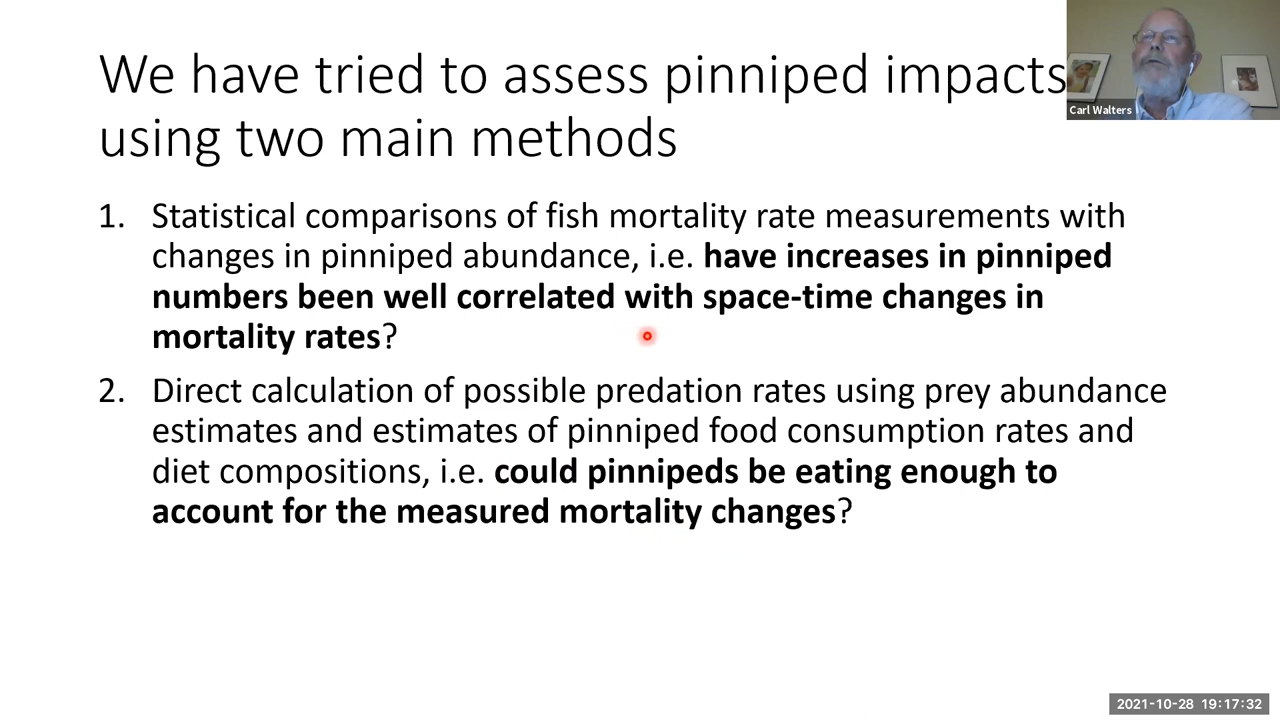 We have tried to assess pinniped impacts
using two main methods
Carl Walters
1. Statistical comparisons of fish mortality rate measurements with
changes in pinniped abundance, i.e. have increases in pinniped
numbers been well correlated with space-time changes in
mortality rates?
2. Direct calculation of possible predation rates using prey abundance
estimates and estimates of pinniped food consumption rates and
diet compositions, i.e. could pinnipeds be eating enough to
account for the measured mortality changes?
2021-10-28 19:17:32